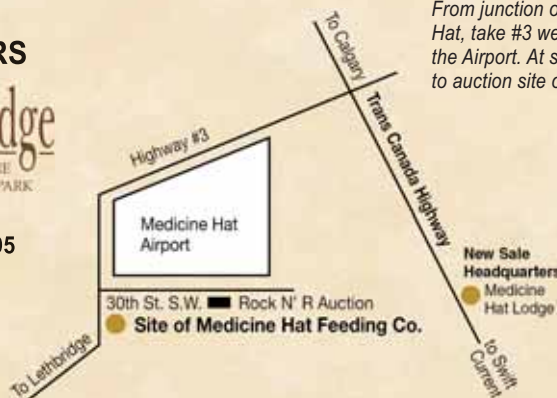 From junction o
Hat, take #3 we
the Airport. At s
to auction site o
RS
dge
RE
PARK
05
To Calgary
Trans Canada Highway
Highway #3
Medicine Hat
Airport
30th St. S.W. Rock N' R Auction
Site of Medicine Hat Feeding Co.
To Lethbridge
New Sale
Headquarters
Medicine
Hat Lodge
to Swift
Current